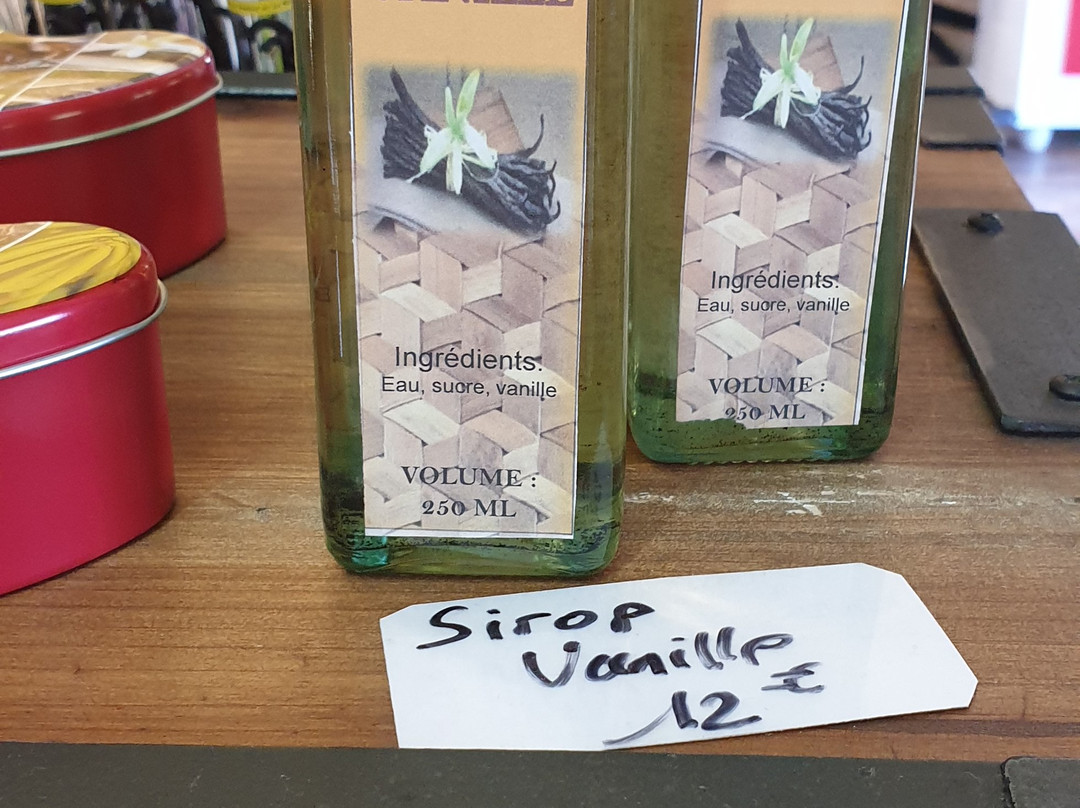 Ingrédients:
Eau, sucre, vanille
VOLUME :
250 ML
Ingrédients:
Eau, sucre, vanille
VOLUME :
250 ML
Sirop
Vanille
12 €